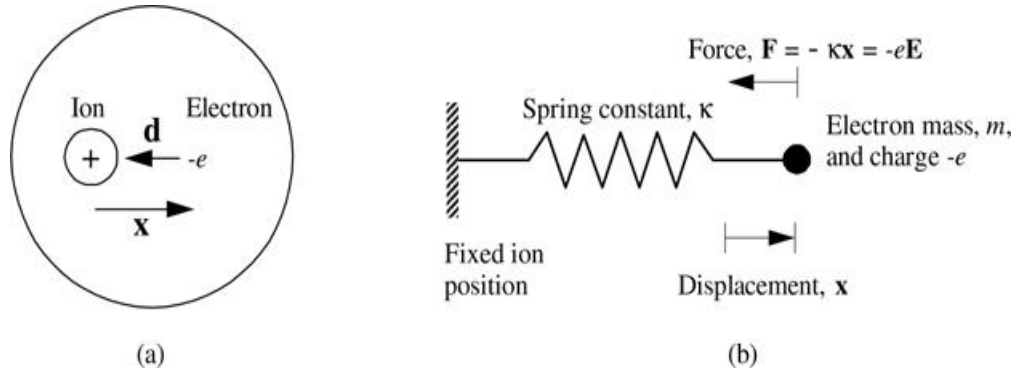 Ion
Electron
d
+
-e
x
(a)
Force, F = - κx = -eE
Spring constant, κ
Electron mass, m,
and charge -e
Fixed ion
position
Displacement, x
(b)